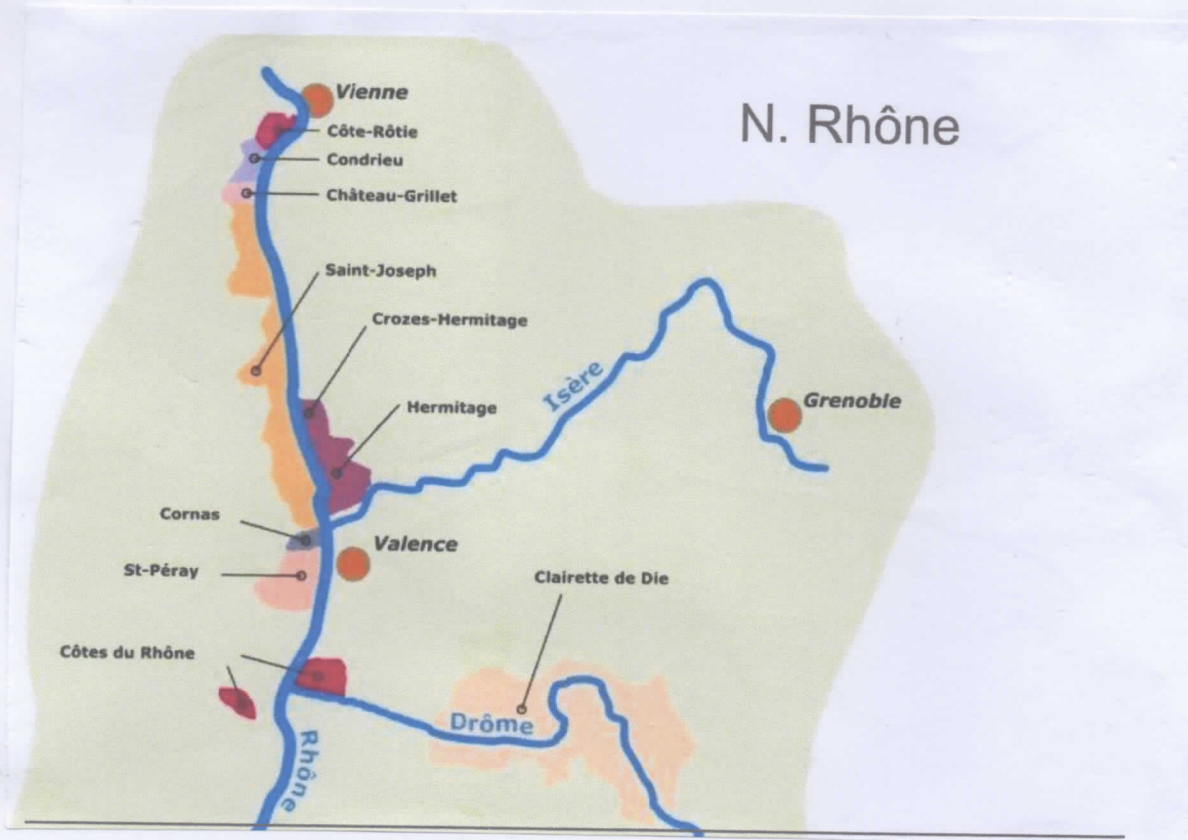 Vienne
N. Rhône
Côte-Rôtie
Condrieu
Château-Grillet
Saint-Joseph
Crozes-Hermitage
Isère
Grenoble
Hermitage
Cornas
Valence
St-Péray
Clairette de Die
Côtes du Rhône
Drôme
Rhône